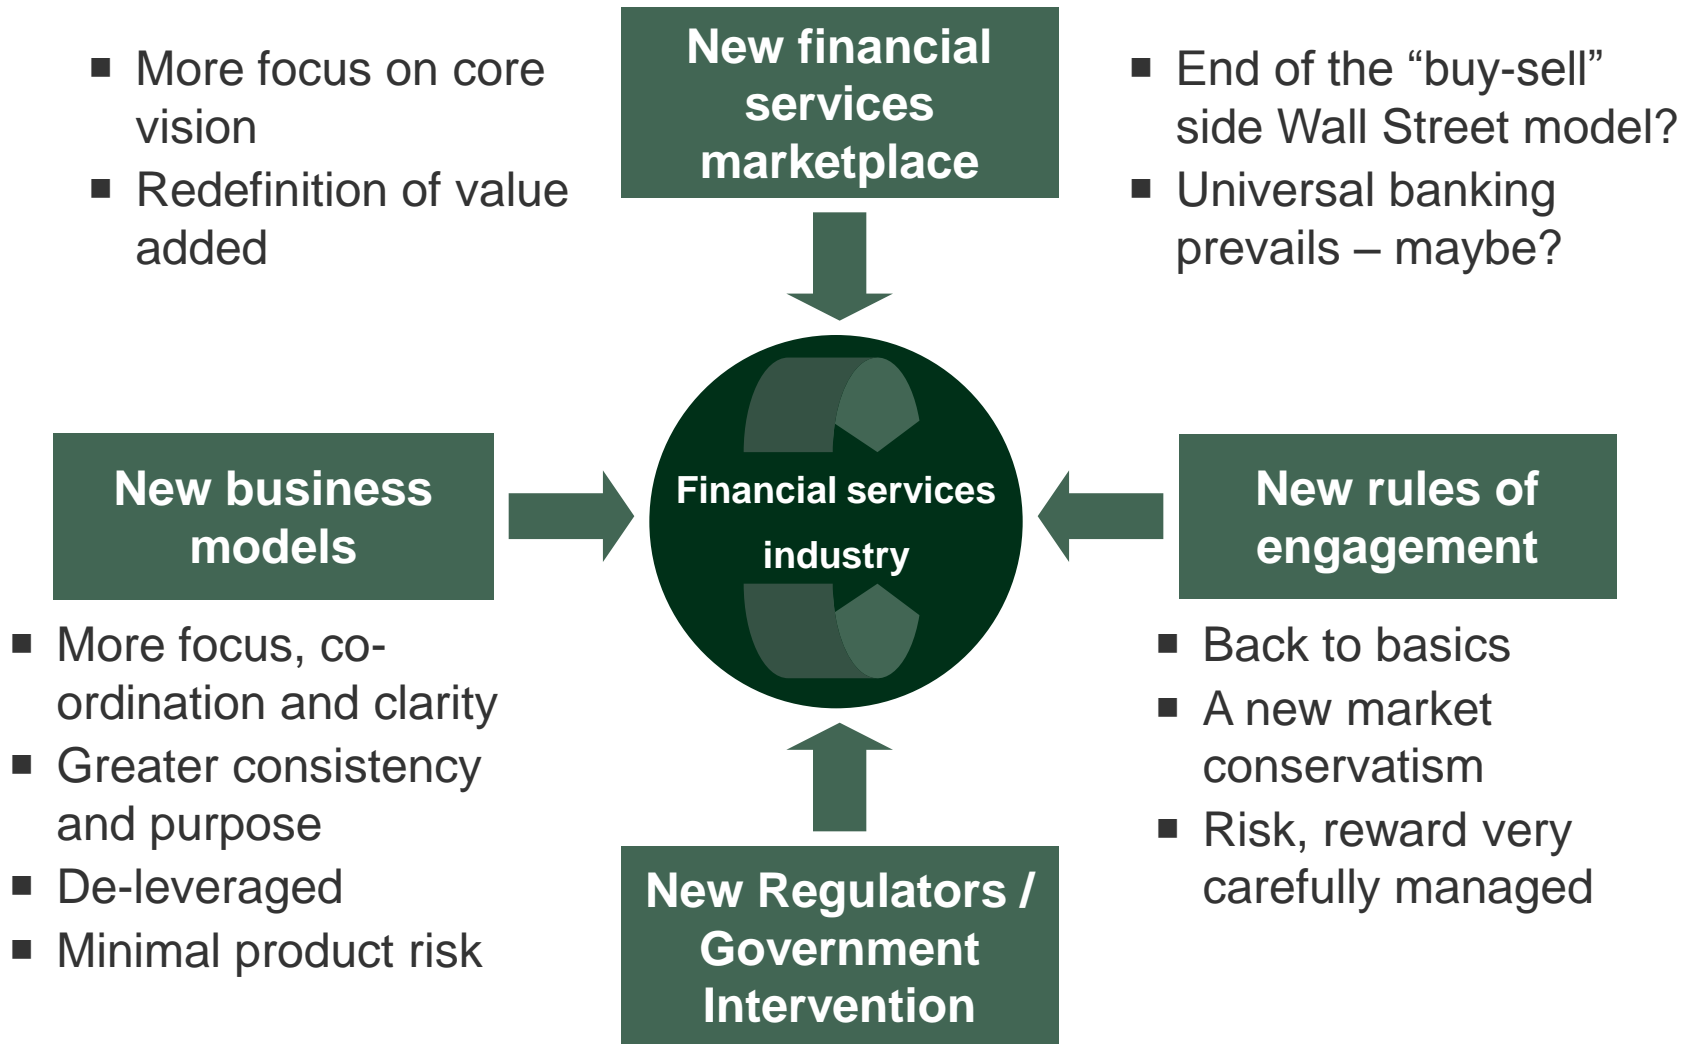 New financial
services
marketplace
■ More focus on core
vision
■ Redefinition of value
added
■ End of the “buy-sell”
side Wall Street model?
■ Universal banking
prevails – maybe?
New business
models
Financial services
industry
New rules of
engagement
■ More focus, co-
ordination and clarity
■ Greater consistency
and purpose
■ De-leveraged
■ Minimal product risk
■ Back to basics
■ A new market
conservatism
■ Risk, reward very
carefully managed
New Regulators /
Government
Intervention